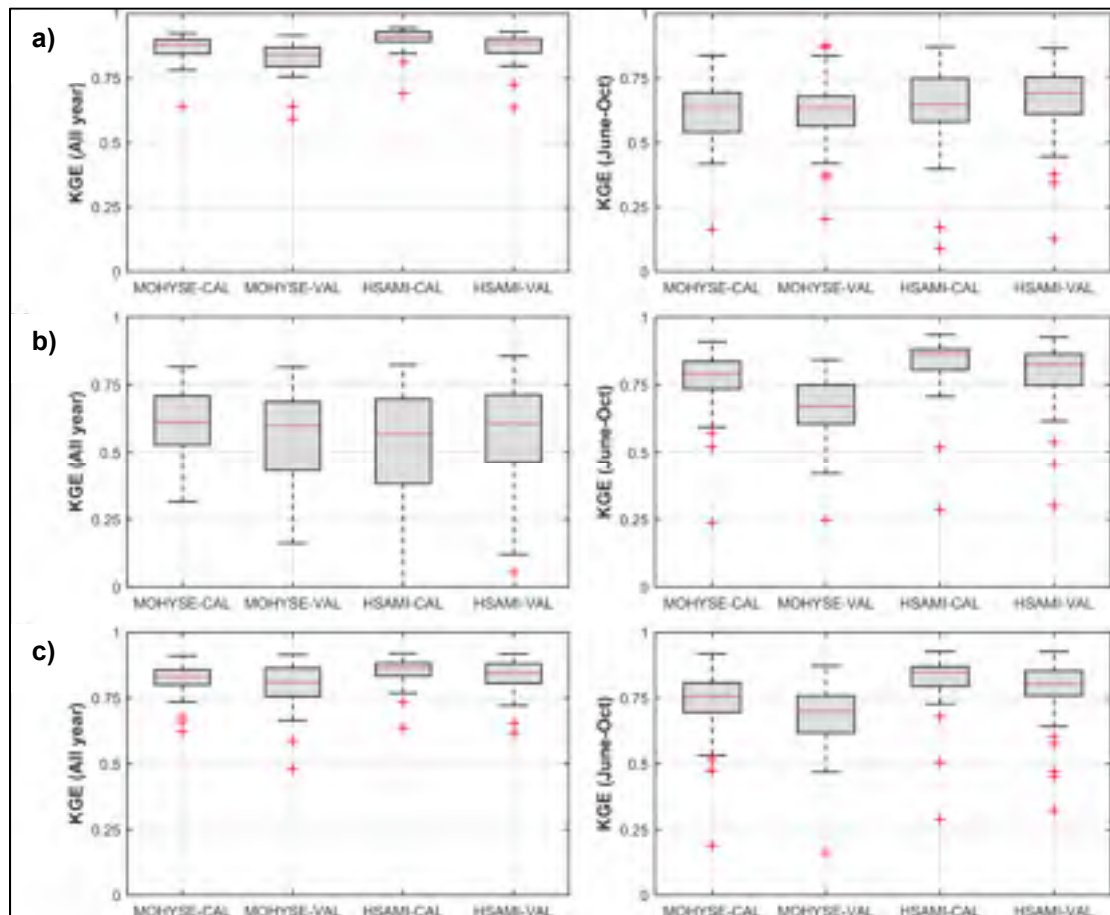 a)
KGE (All year)
1
0.75
0.5
0.25
0
MOHYSE-CAL MOHYSE-VAL HSAMI-CAL HSAMI-VAL
KGE (June-Oct)
1
0.75
0.5
0.25
0
MOHYSE-CAL MOHYSE-VAL HSAMI-CAL HSAMI-VAL
b)
KGE (All year)
1
0.75
0.5
0.25
0
MOHYSE-CAL MOHYSE-VAL HSAMI-CAL HSAMI-VAL
KGE (June-Oct)
1
0.75
0.5
0.25
0
MOHYSE-CAL MOHYSE-VAL HSAMI-CAL HSAMI-VAL
c)
KGE (All year)
1
0.75
0.5
0.25
0
MOHYSE-CAL MOHYSE-VAL HSAMI-CAL HSAMI-VAL
KGE (June-Oct)
1
0.75
0.5
0.25
0
MOHYSE-CAL MOHYSE-VAL HSAMI-CAL HSAMI-VAL